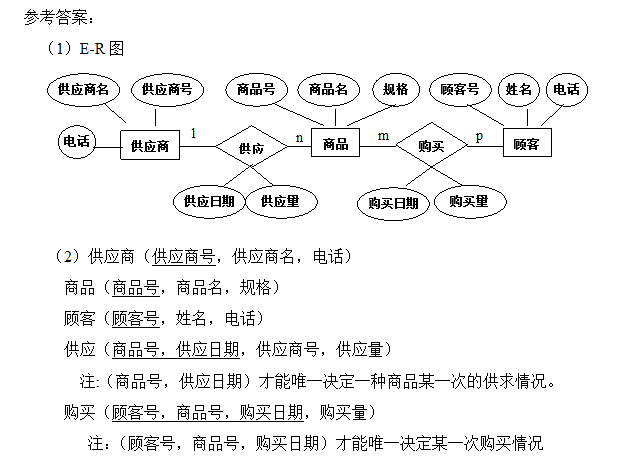 参考答案：
（1）E-R 图
供应商名 供应商号 商品号 商品名 规格 顾客号 姓名 电话
电话 供应商 1 供应 n 商品 m 购买 p 顾客
供应日期 供应量 购买日期 购买量
（2）供应商（供应商号，供应商名，电话）
商品（商品号，商品名，规格）
顾客（顾客号，姓名，电话）
供应（商品号，供应日期，供应商号，供应量）
注:（商品号，供应日期）才能唯一决定一种商品某一次的供求情况。
购买（顾客号，商品号，购买日期，购买量）
注：（顾客号，商品号，购买日期）才能唯一决定某一次购买情况